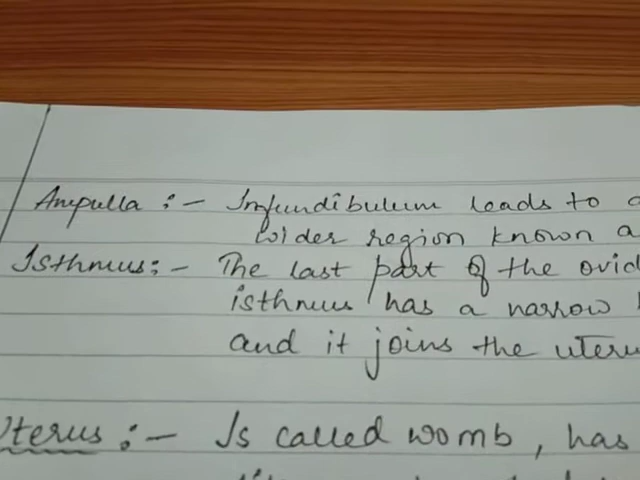 Ampulla :- Infundibulum leads to a
wider region known a
Isthmus :- The last part of the ovid
isthmus has a narrow
and it joins the uteru
Uterus :- Is called womb, has